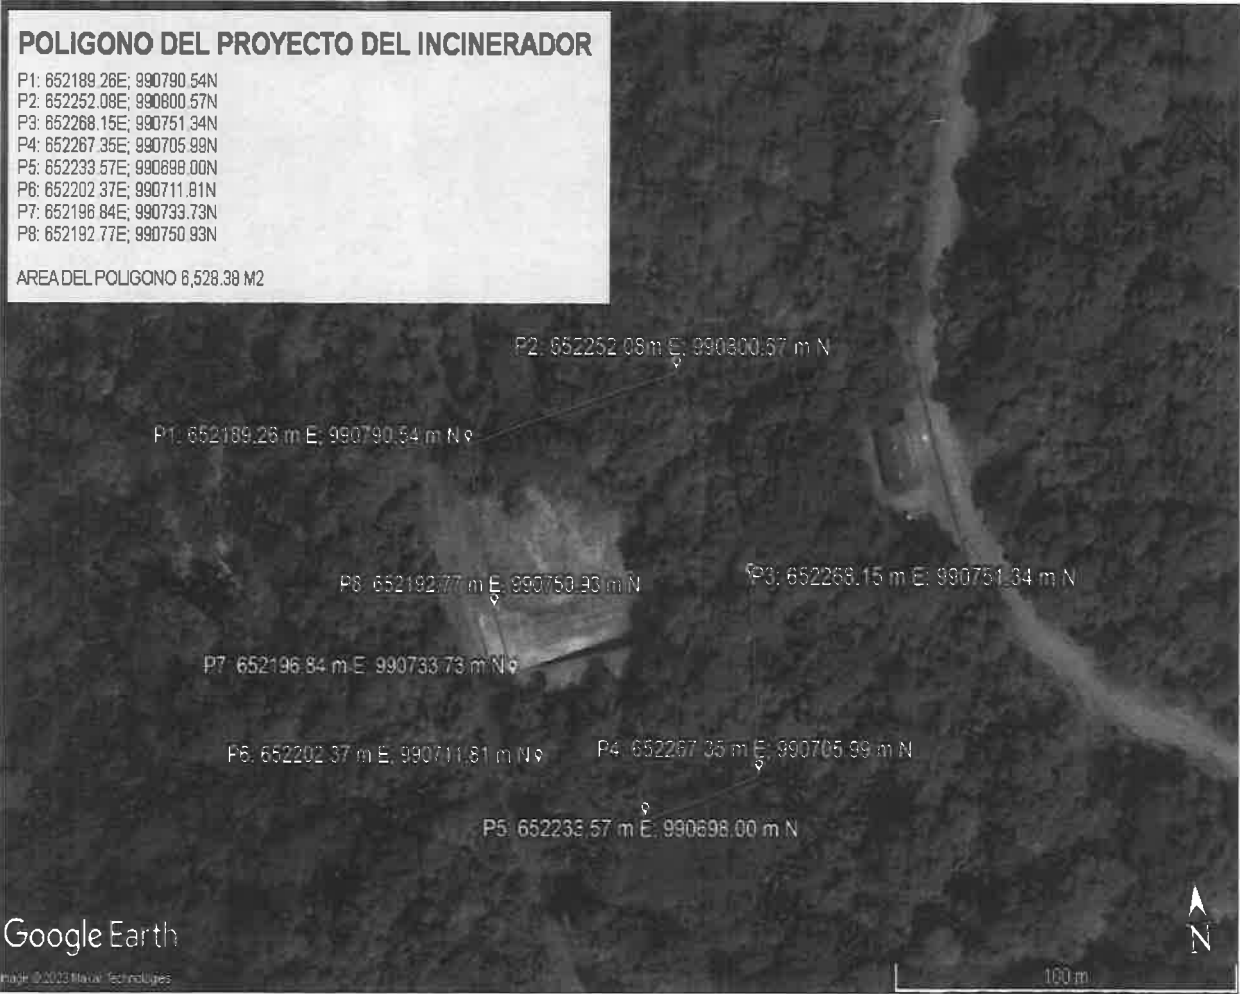 POLIGONO DEL PROYECTO DEL INCINERADOR
P1: 652189.26E; 990790.54N
P2: 652252.08E; 990800.57N
P3: 652268.15E; 990751.34N
P4: 652267.35E; 990705.99N
P5: 652233.57E; 990698.00N
P6: 652202.37E; 990711.81N
P7: 652196.84E; 990733.73N
P8: 652192.77E; 990750.93N
AREA DEL POLIGONO 6,528.38 M2
P2: 652252.08m E; 990800.57 m N
P1: 652189.26 m E; 990790.54 m N
P8: 652192.77 m E; 990750.93 m N
P3: 652268.15 m E; 990751.34 m N
P7: 652196.84 m E; 990733.73 m N
P6: 652202.37 m E; 990711.81 m N
P4: 652267.35 m E; 990705.99 m N
P5: 652233.57 m E; 990698.00 m N
N
Google Earth
Image © 2023 Maxar Technologies
100 m